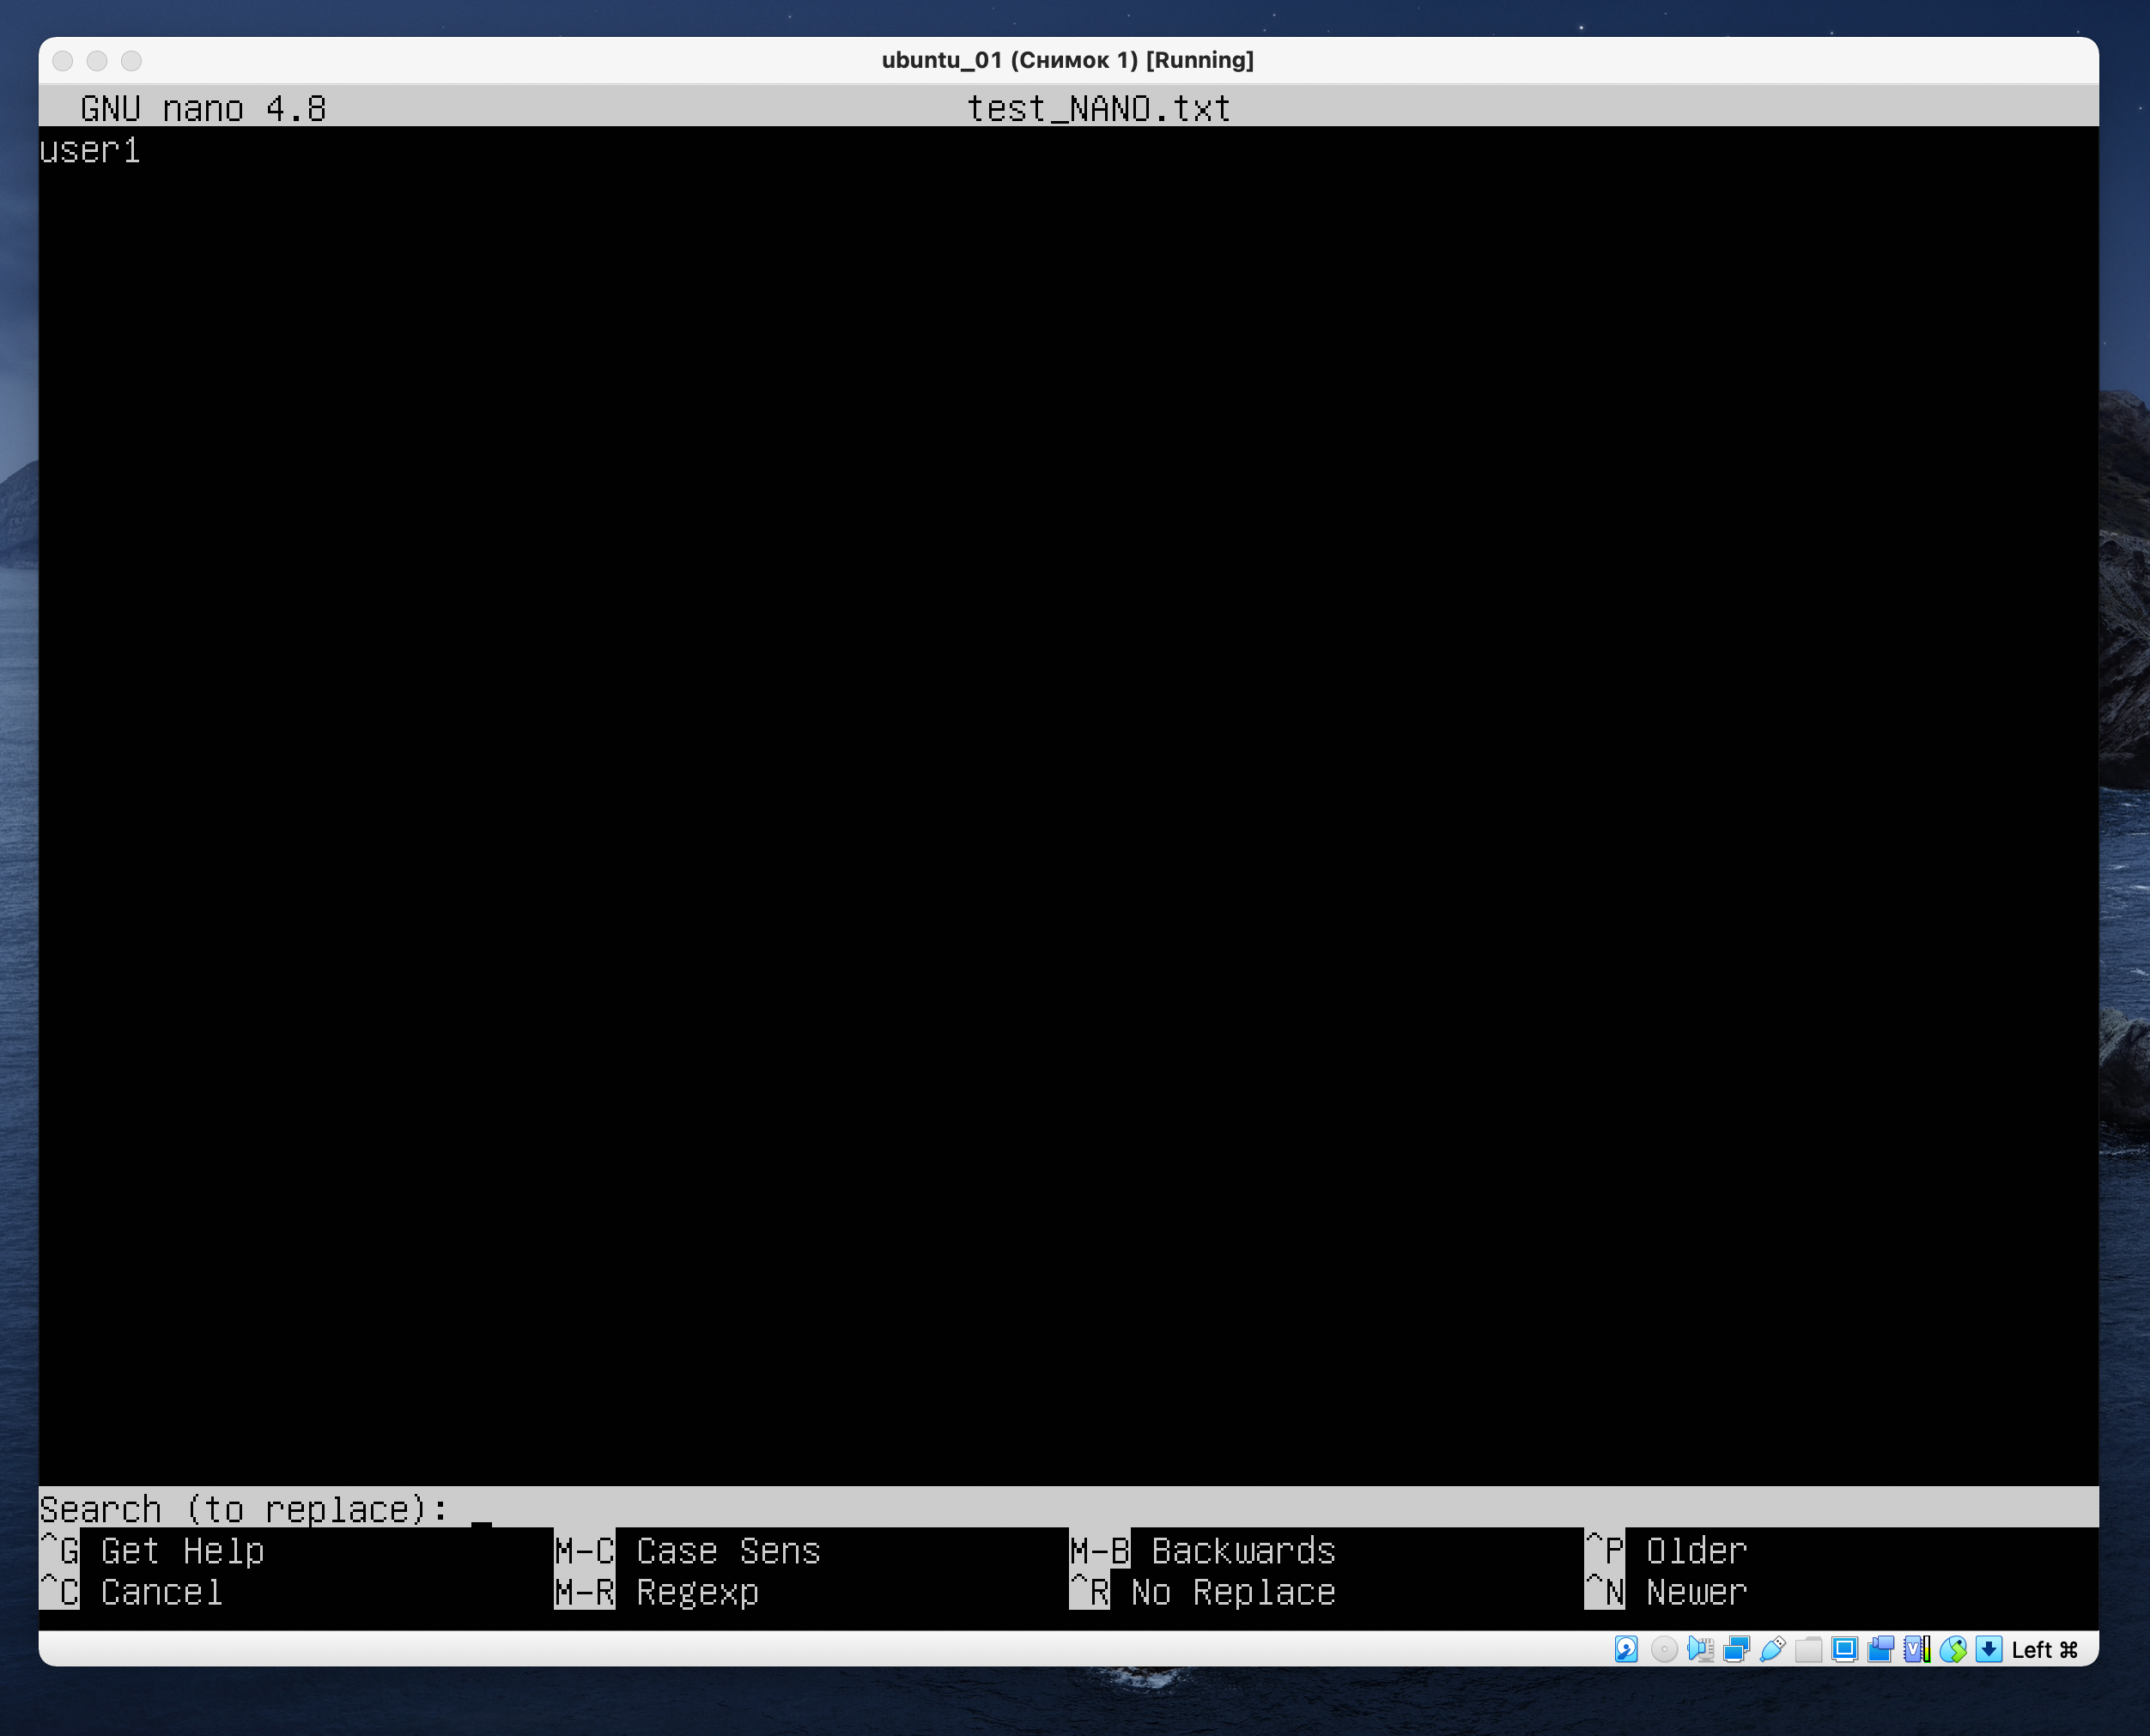 ubuntu_01 (Снимок 1) [Running]
GNU nano 4.8 test_NANO.txt
user1
Search (to replace):
^G Get Help M-C Case Sens M-B Backwards ^P Older
^C Cancel M-R Regexp ^R No Replace ^N Newer
Left ⌘